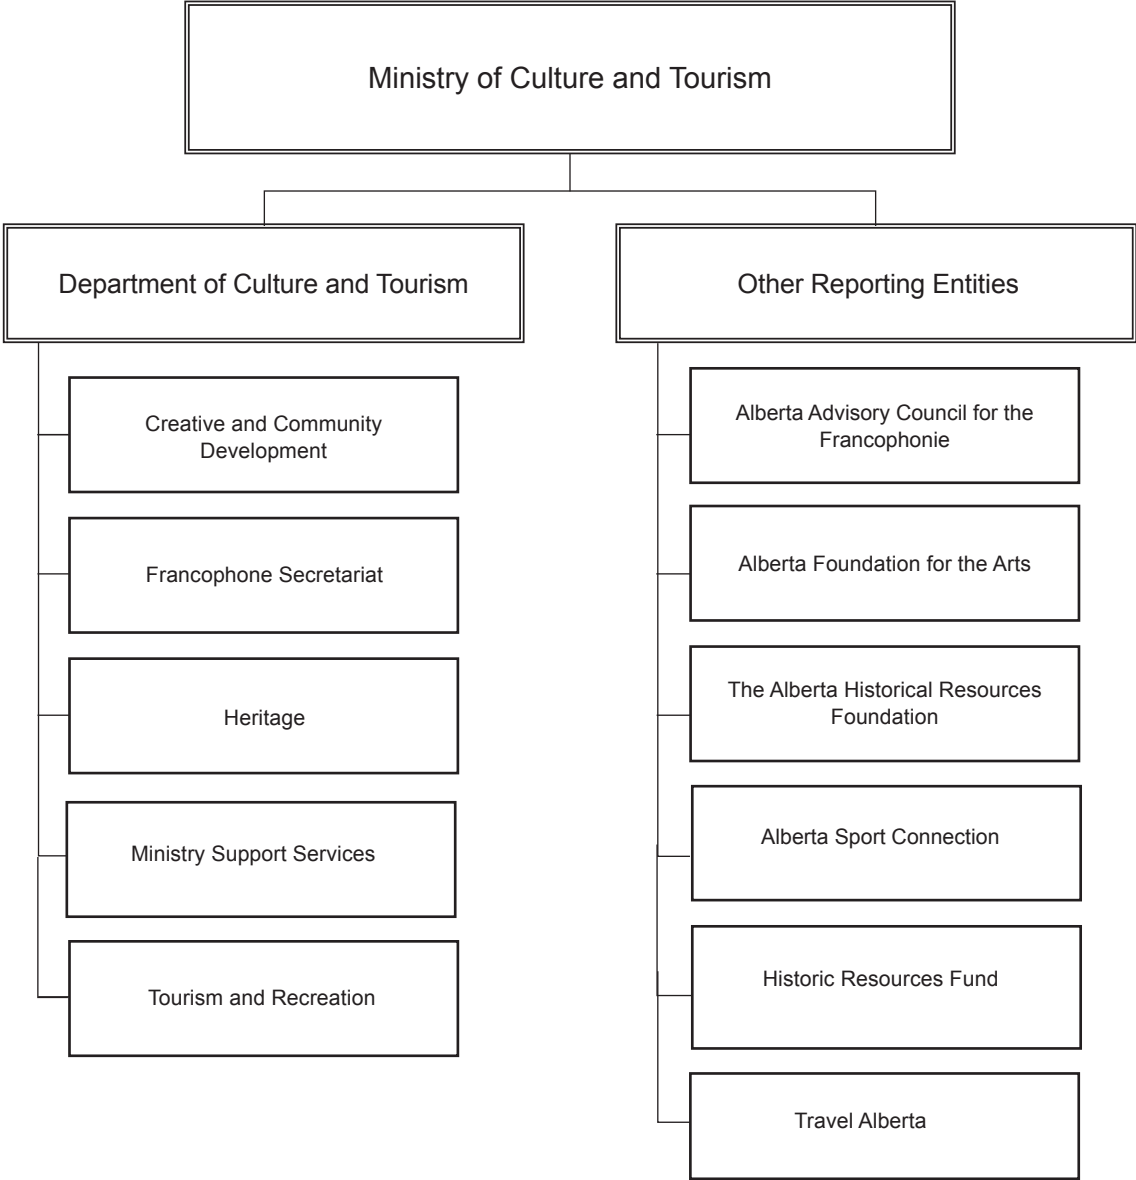 Ministry of Culture and Tourism
Department of Culture and Tourism
Creative and Community
Development
Francophone Secretariat
Heritage
Ministry Support Services
Tourism and Recreation
Other Reporting Entities
Alberta Advisory Council for the
Francophonie
Alberta Foundation for the Arts
The Alberta Historical Resources
Foundation
Alberta Sport Connection
Historic Resources Fund
Travel Alberta